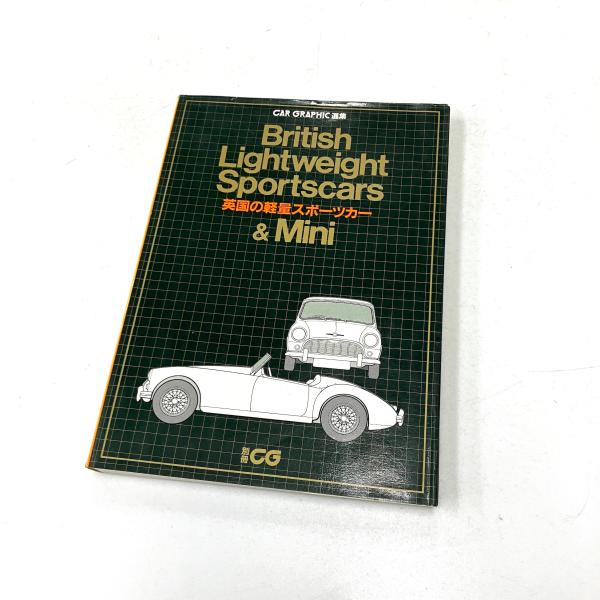 CAR GRAPHIC 選集
British
Lightweight
Sportscars
英国の軽量スポーツカー
& Mini
別冊 CG